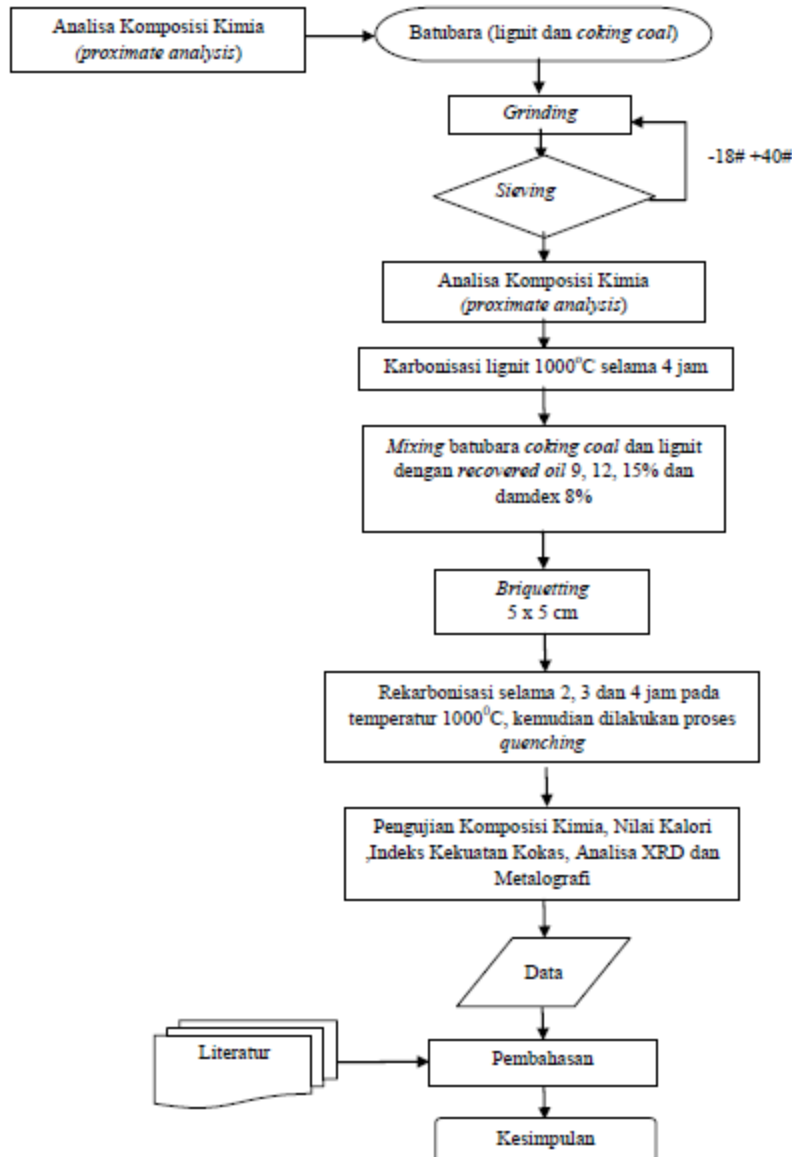 Analisa Komposisi Kimia
(proximate analysis)
Batubara (lignit dan coking coal)
Grinding
-18# +40#
Sieving
Analisa Komposisi Kimia
(proximate analysis)
Karbonisasi lignit 1000°C selama 4 jam
Mixing batubara coking coal dan lignit
dengan recovered oil 9, 12, 15% dan
damdex 8%
Briquetting
5 x 5 cm
Rekarbonisasi selama 2, 3 dan 4 jam pada
temperatur 1000⁰C, kemudian dilakukan proses
quenching
Pengujian Komposisi Kimia, Nilai Kalori
,Indeks Kekuatan Kokas, Analisa XRD dan
Metalografi
Data
Literatur
Pembahasan
Kesimpulan